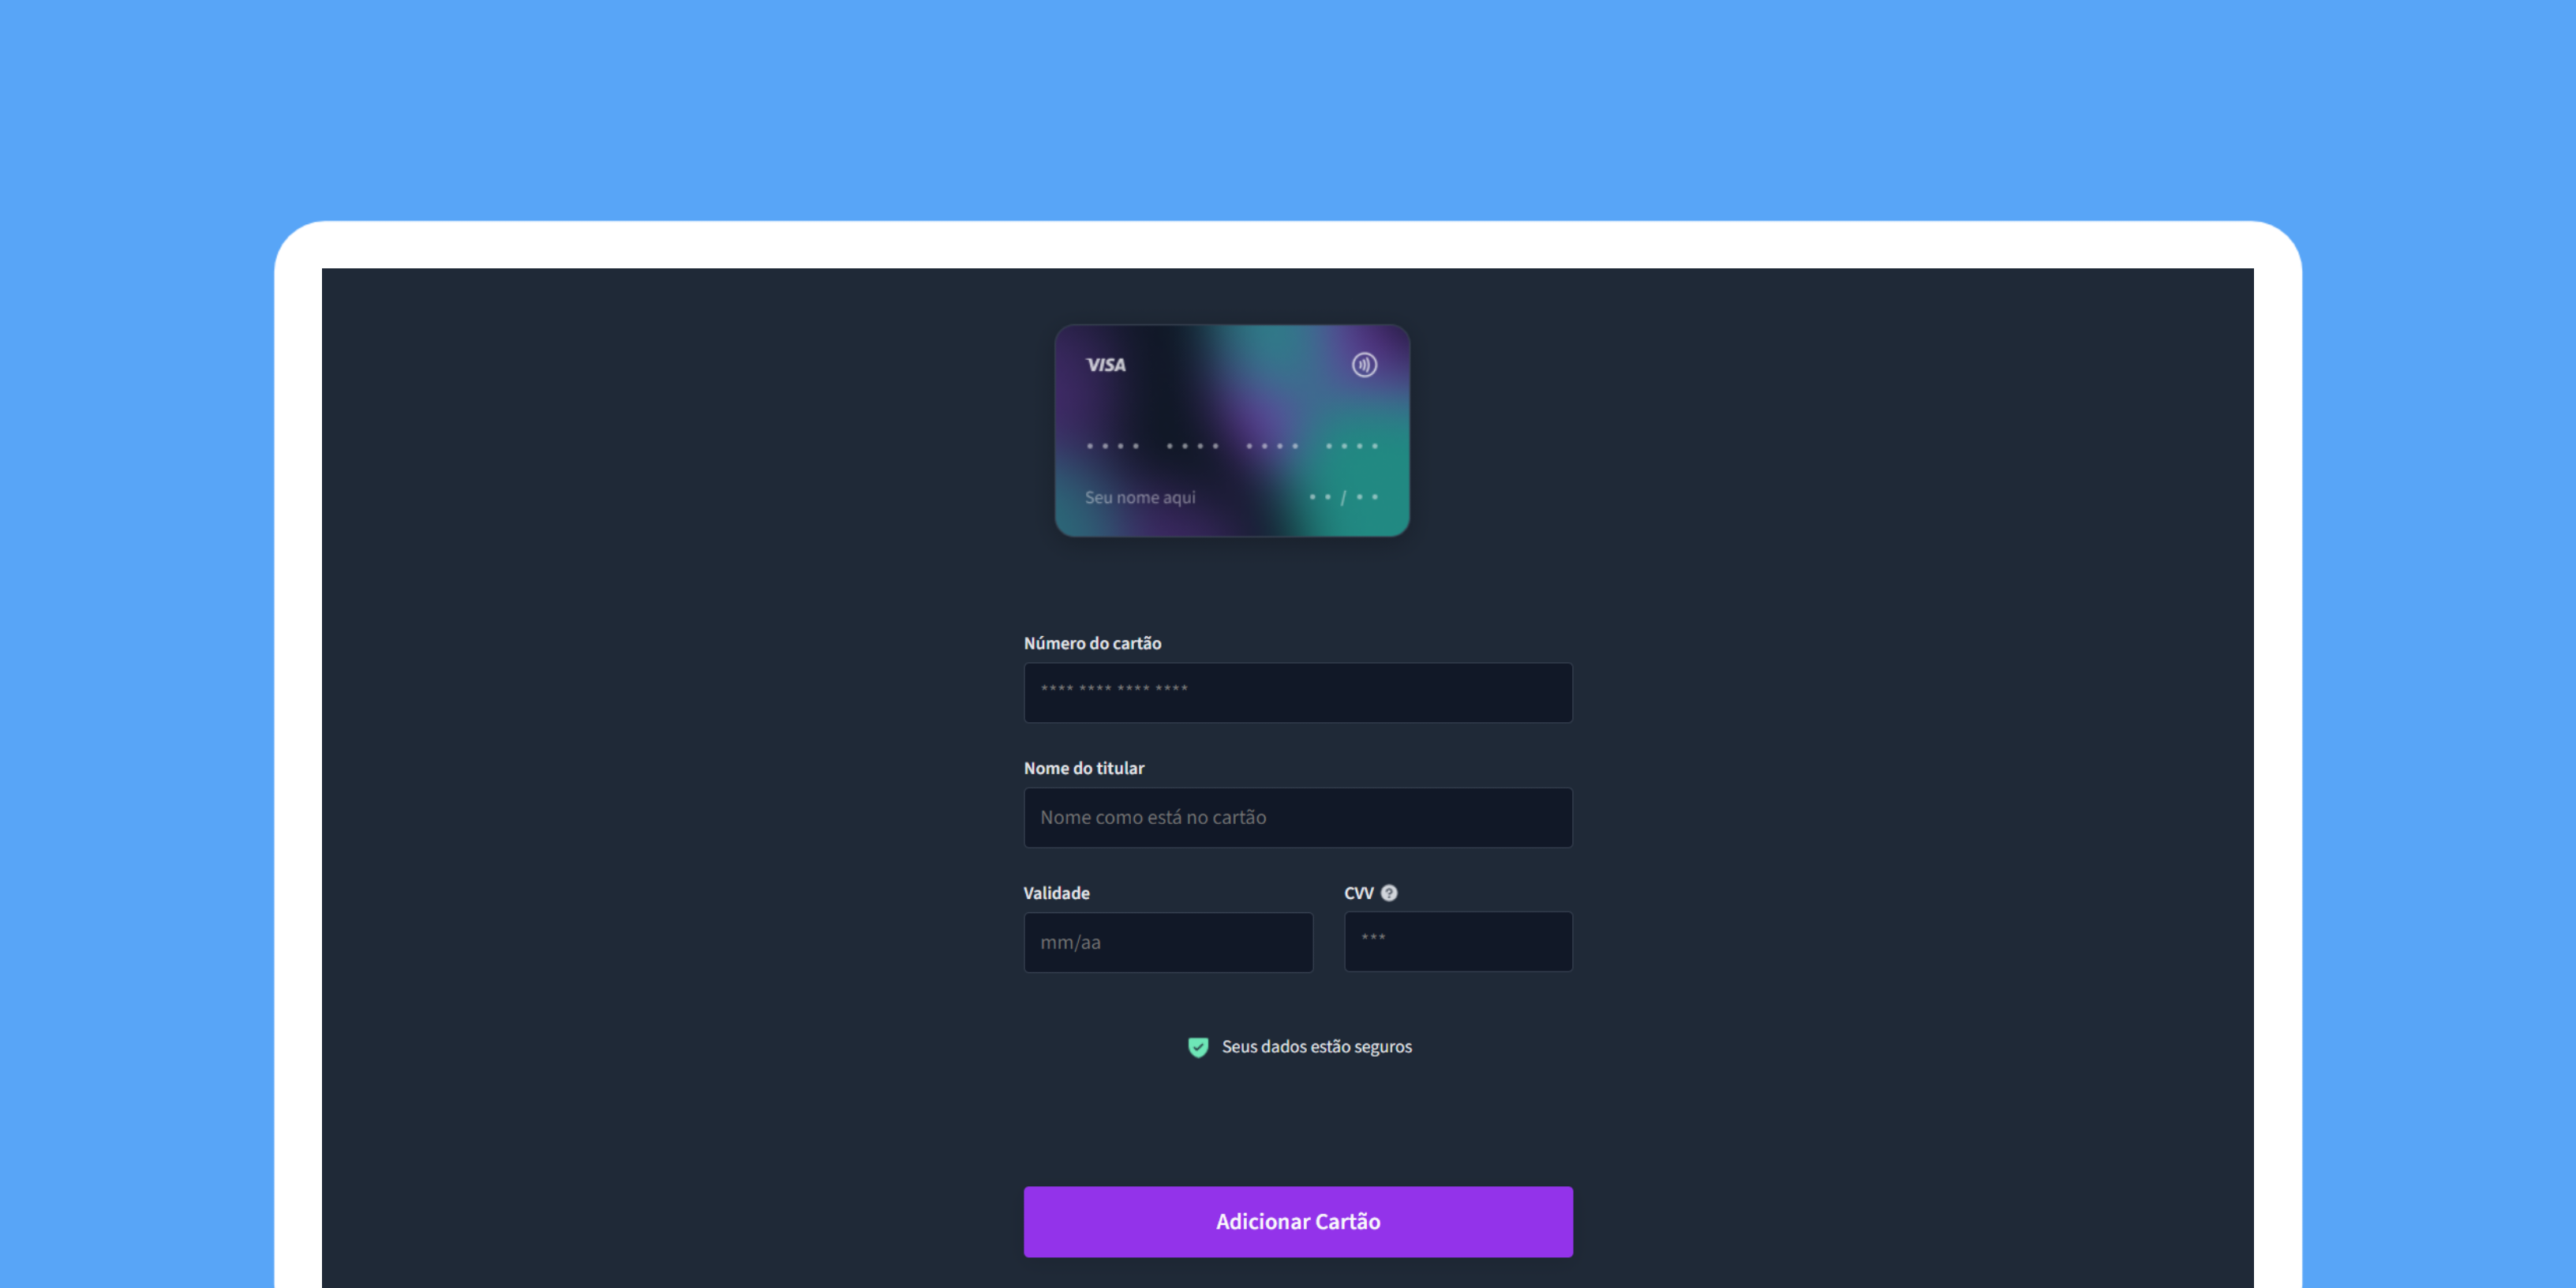 VISA
•••• •••• •••• ••••
Seu nome aqui ••/••
Número do cartão
**** **** **** ****
Nome do titular
Nome como está no cartão
Validade CVV ?
mm/aa ***
Seus dados estão seguros
Adicionar Cartão